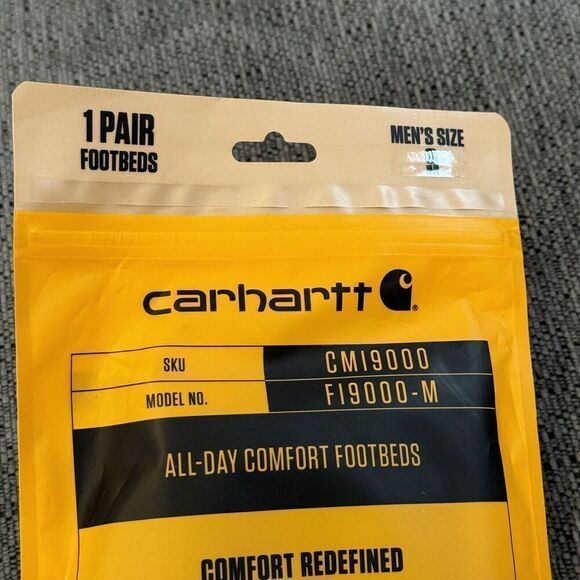 1 PAIR
FOOTBEDS
MEN'S SIZE
carhartt
SKU CMI9000
MODEL NO. FI9000-M
ALL-DAY COMFORT FOOTBEDS
COMFORT REDEFINED